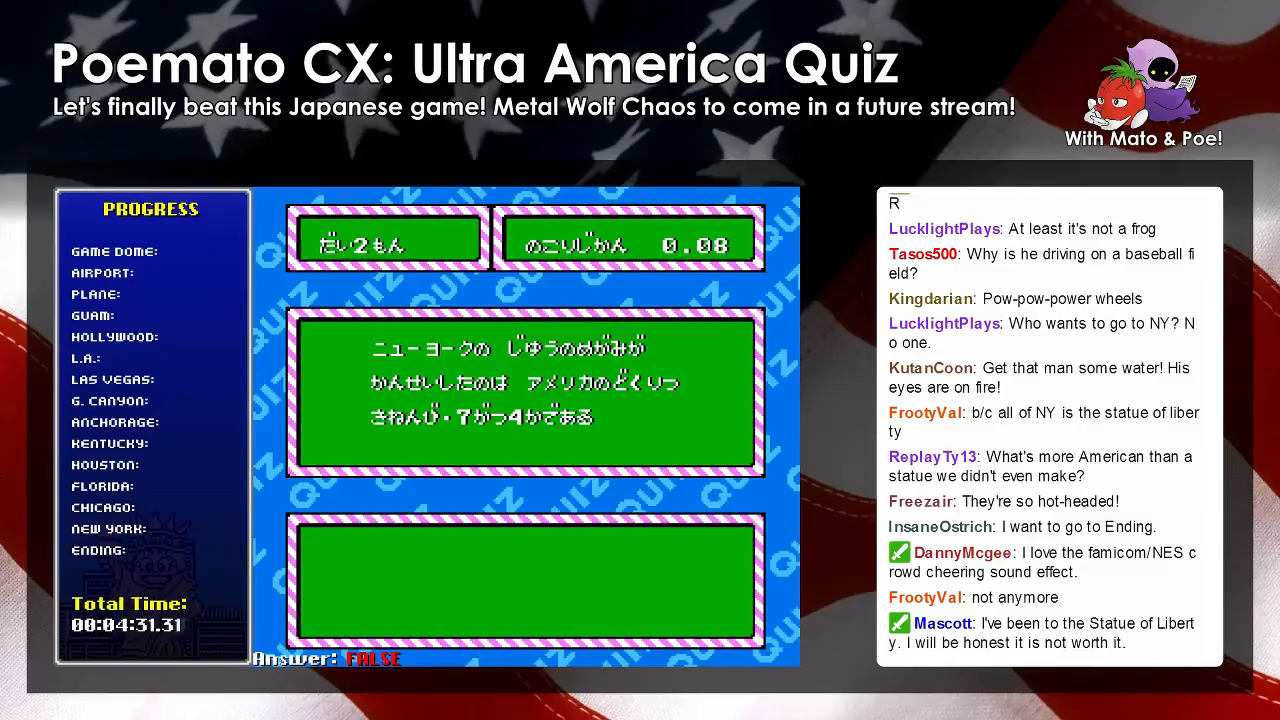 Poemato CX: Ultra America Quiz
Let's finally beat this Japanese game! Metal Wolf Chaos to come in a future stream!
With Mato & Poe!
PROGRESS
GAME DOME:
AIRPORT:
PLANE:
GUAM:
HOLLYWOOD:
L.A.:
LAS VEGAS:
G. CANYON:
ANCHORAGE:
KENTUCKY:
HOUSTON:
FLORIDA:
CHICAGO:
NEW YORK:
ENDING:
Total Time:
00:04:31.31
だい2もん
のこりじかん 0.08
ニューヨークの じゆうのめがみが
かんせいしたのは アメリカのどくりつ
きねんび・7がつ4かである
QUIZ
Answer: FALSE
R
LucklightPlays: At least it's not a frog
Tasos500: Why is he driving on a baseball fi
eld?
Kingdarian: Pow-pow-power wheels
LucklightPlays: Who wants to go to NY? N
o one.
KutanCoon: Get that man some water! His
eyes are on fire!
FrootyVal: b/c all of NY is the statue of liber
ty
ReplayTy13: What's more American than a
statue we didn't even make?
Freezair: They're so hot-headed!
InsaneOstrich: I want to go to Ending.
DannyMcgee: I love the famicom/NES c
rowd cheering sound effect.
FrootyVal: not anymore
Mascott: I've been to the Statue of Libert
y. I will be honest it is not worth it.